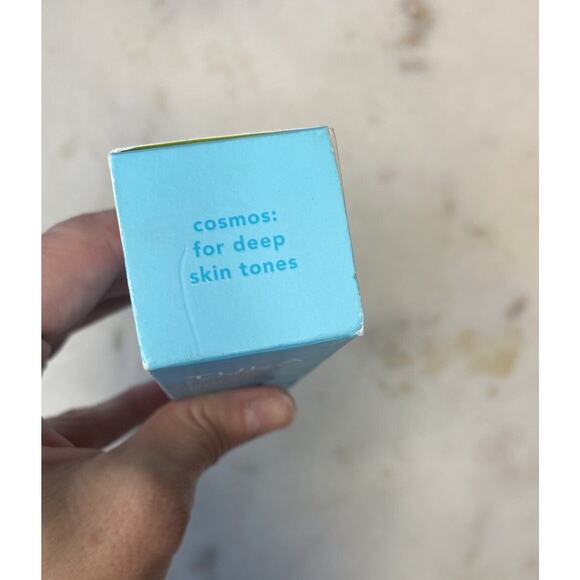 cosmos:
for deep
skin tones